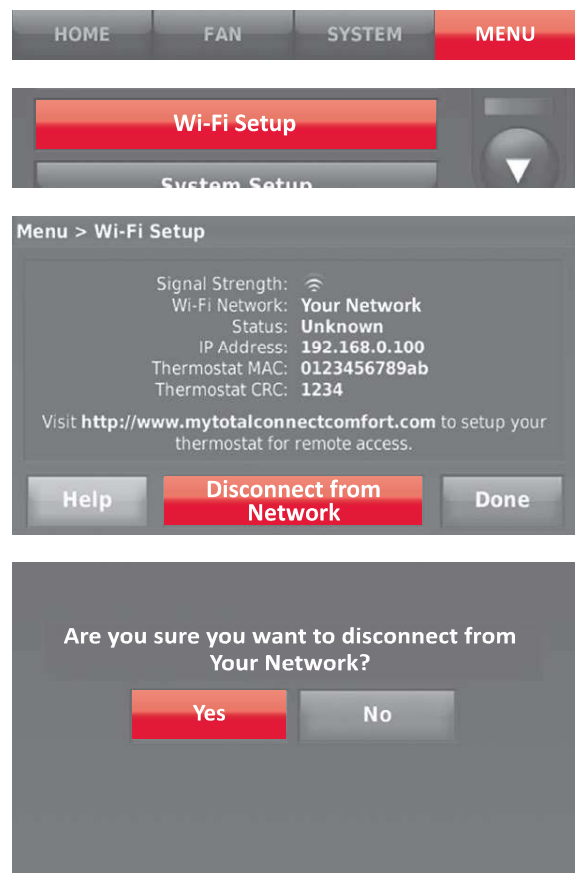 HOME FAN SYSTEM MENU
Wi-Fi Setup
System Setup
Menu > Wi-Fi Setup
Signal Strength:
Wi-Fi Network: Your Network
Status: Unknown
IP Address: 192.168.0.100
Thermostat MAC: 0123456789ab
Thermostat CRC: 1234
Visit http://www.mytotalconnectcomfort.com to setup your
thermostat for remote access.
Help Disconnect from Network Done
Are you sure you want to disconnect from
Your Network?
Yes No